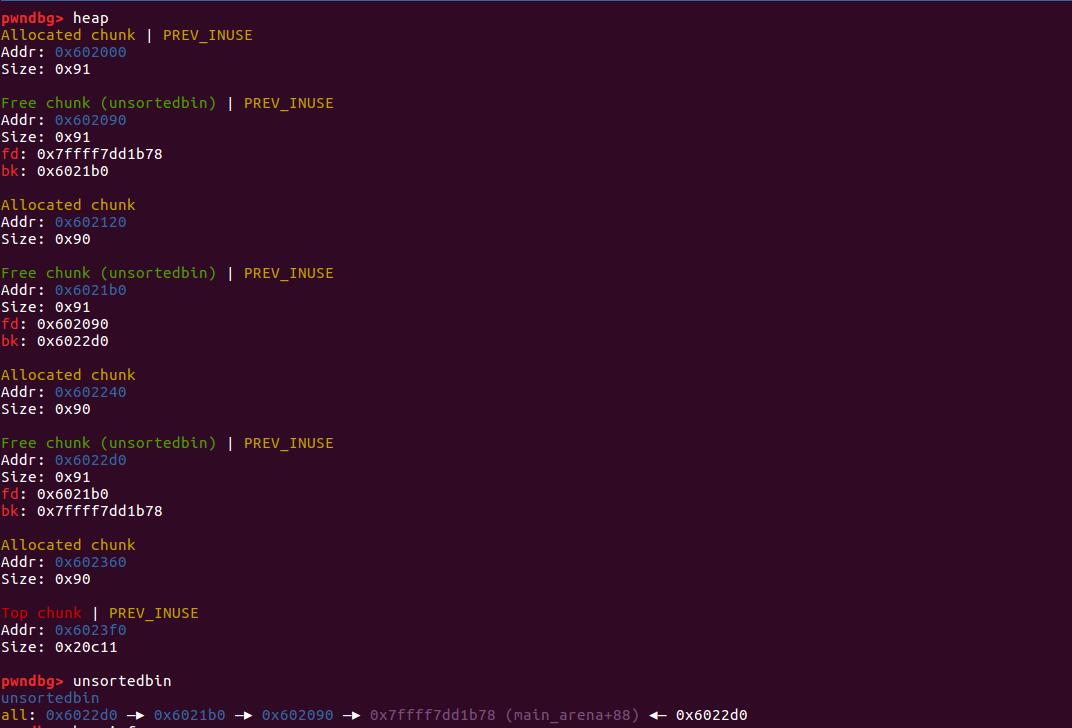 pwndbg> heap
Allocated chunk | PREV_INUSE
Addr: 0x602000
Size: 0x91
Free chunk (unsortedbin) | PREV_INUSE
Addr: 0x602090
Size: 0x91
fd: 0x7ffff7dd1b78
bk: 0x6021b0
Allocated chunk
Addr: 0x602120
Size: 0x90
Free chunk (unsortedbin) | PREV_INUSE
Addr: 0x6021b0
Size: 0x91
fd: 0x602090
bk: 0x6022d0
Allocated chunk
Addr: 0x602240
Size: 0x90
Free chunk (unsortedbin) | PREV_INUSE
Addr: 0x6022d0
Size: 0x91
fd: 0x6021b0
bk: 0x7ffff7dd1b78
Allocated chunk
Addr: 0x602360
Size: 0x90
Top chunk | PREV_INUSE
Addr: 0x6023f0
Size: 0x20c11
pwndbg> unsortedbin
unsortedbin
all: 0x6022d0 —▸ 0x6021b0 —▸ 0x602090 —▸ 0x7ffff7dd1b78 (main_arena+88) ◂— 0x6022d0